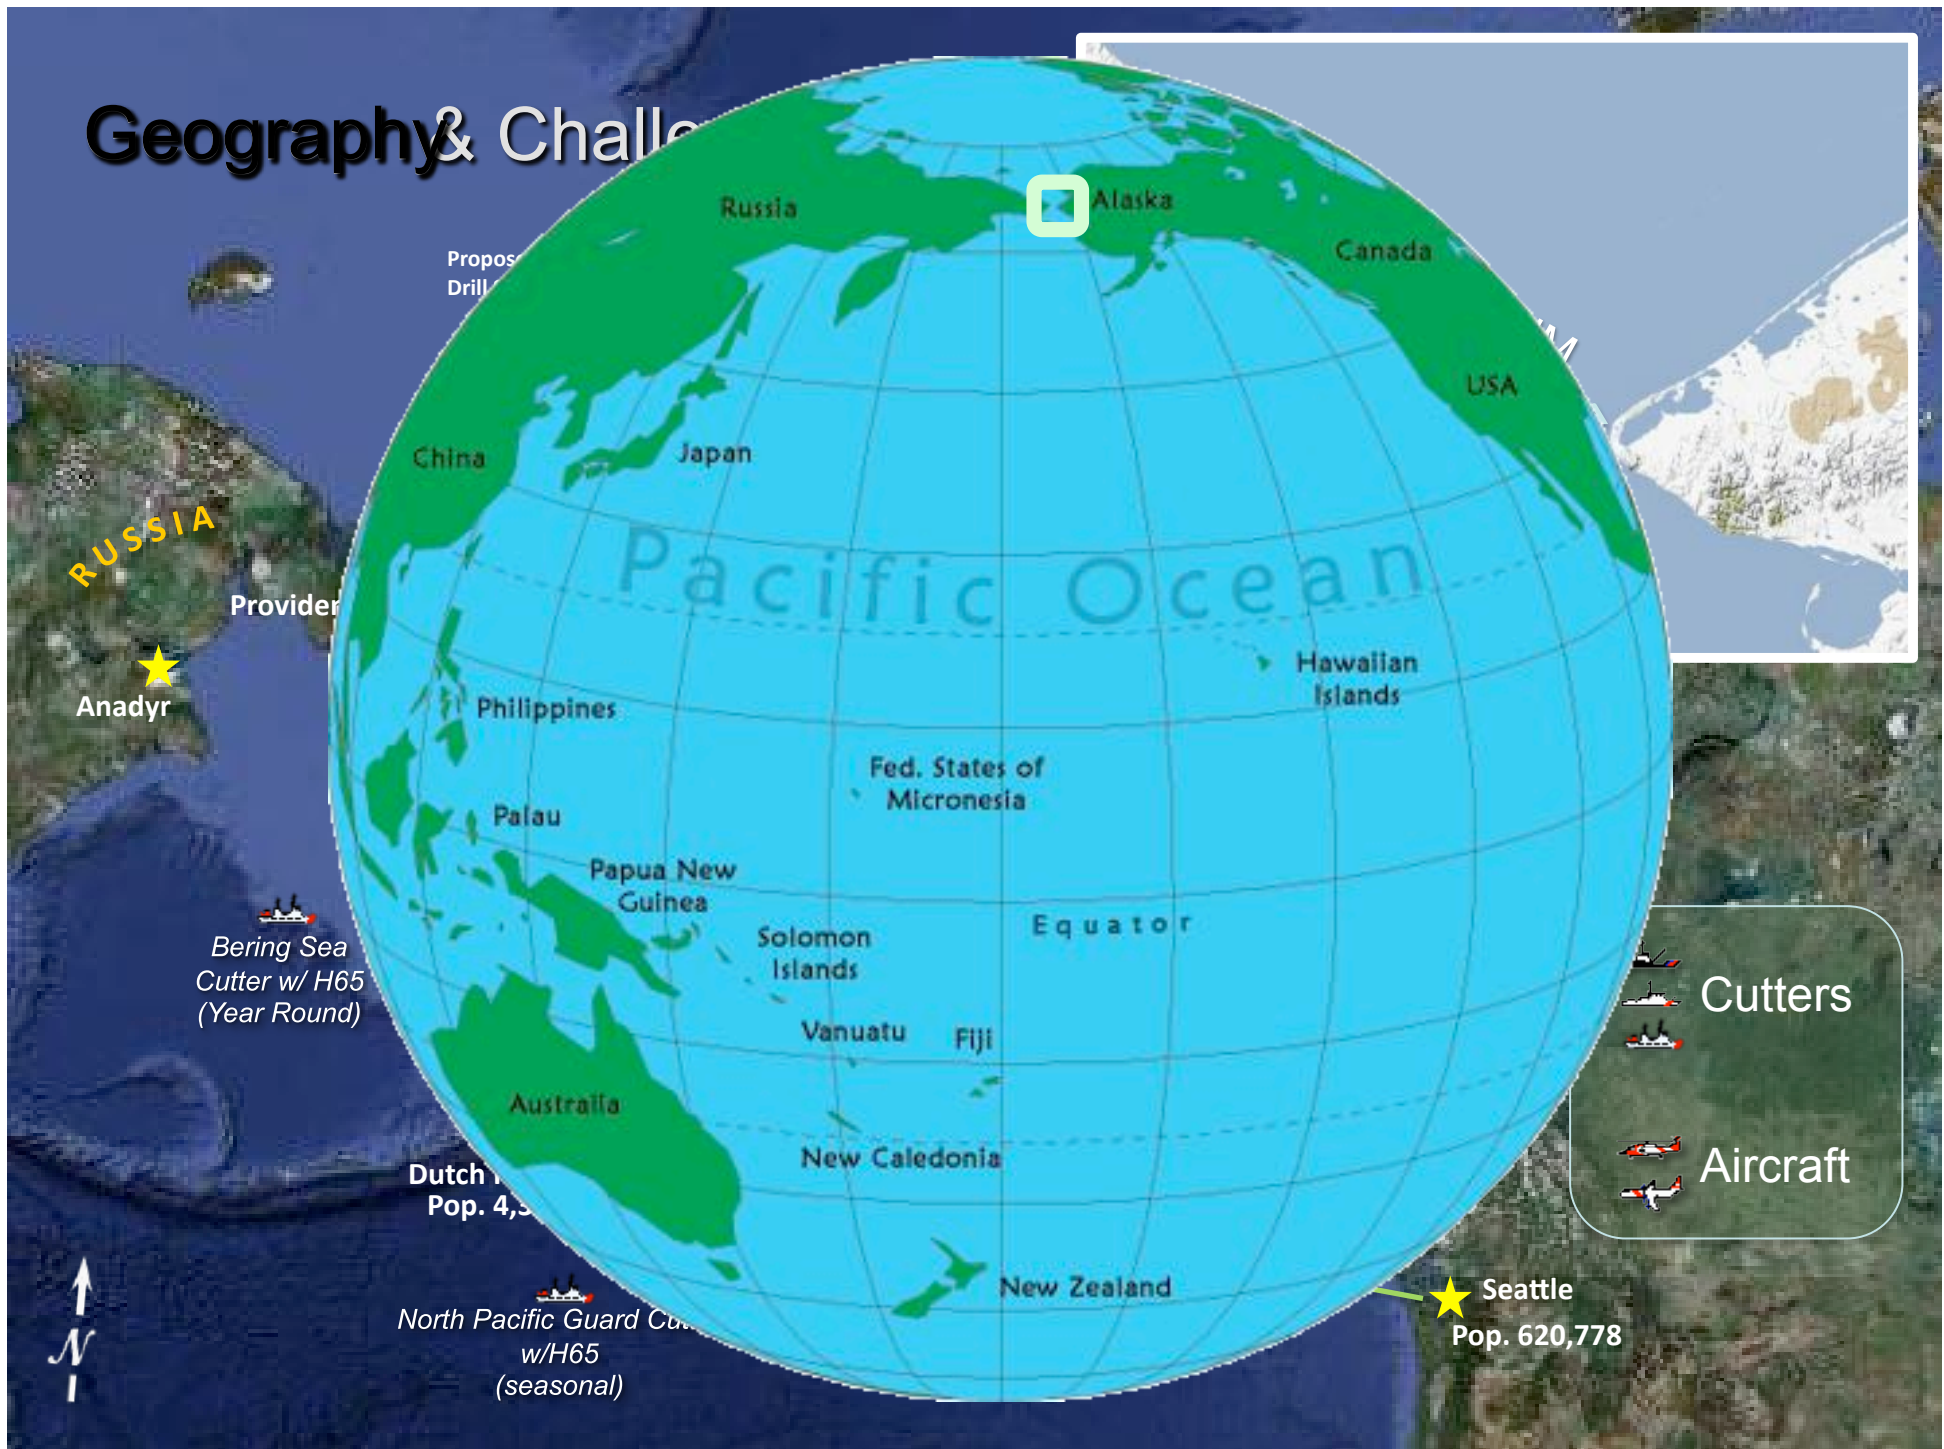 Geography & Challe
Russia
Alaska
Canada
Propos
Drill
USA
China
Japan
RUSSIA
Pacific Ocean
Provider
Hawaiian
Islands
Anadyr
Philippines
Fed. States of
Micronesia
Palau
Papua New
Guinea
Equator
Solomon
Islands
Bering Sea
Cutter w/ H65
(Year Round)
Cutters
Vanuatu
Fiji
Australia
New Caledonia
Aircraft
Dutch
Pop. 4,
New Zealand
Seattle
Pop. 620,778
North Pacific Guard Cu
w/H65
(seasonal)
N